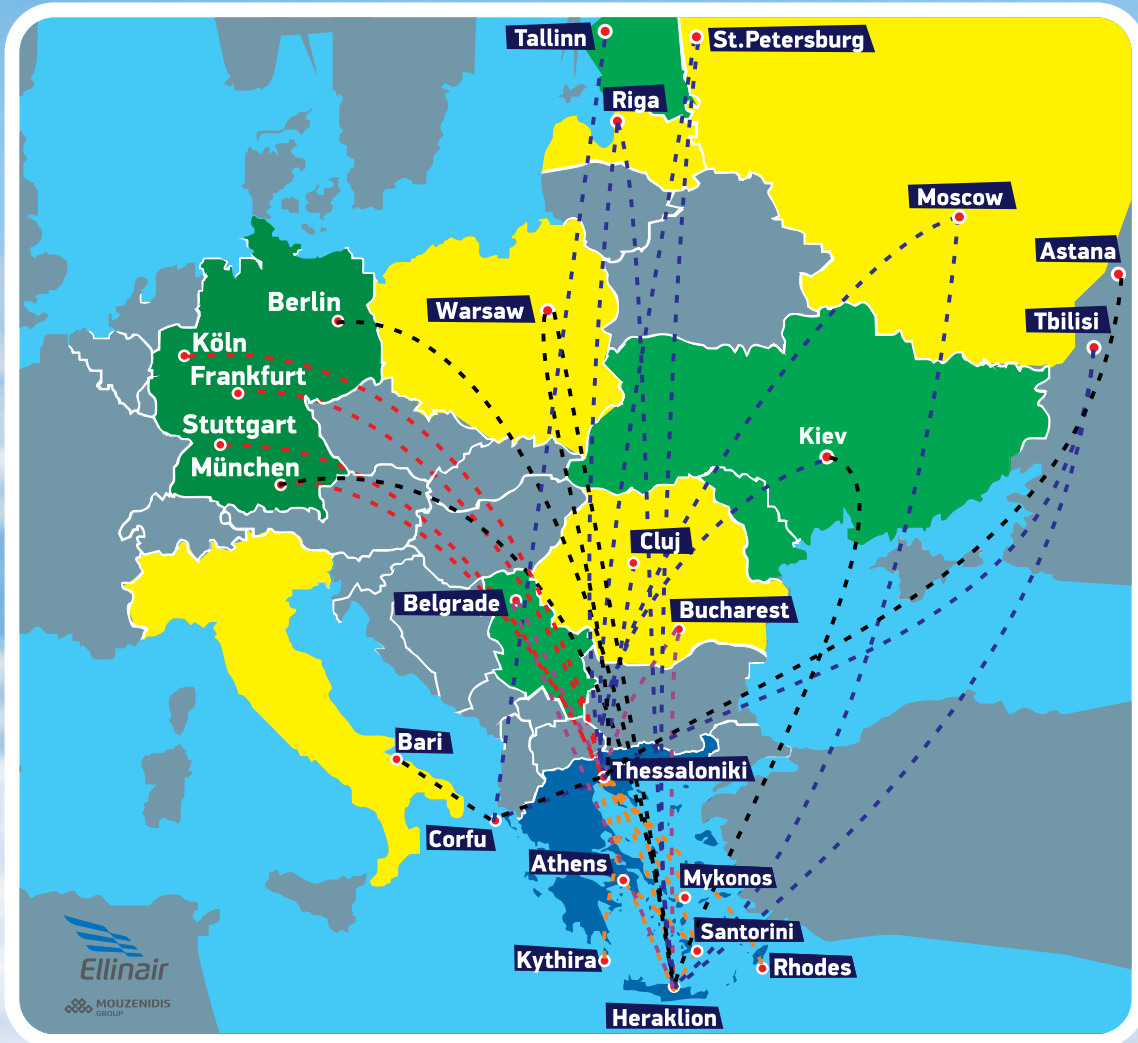 Tallinn
St.Petersburg
Riga
Moscow
Astana
Berlin
Warsaw
Tbilisi
Köln
Frankfurt
Stuttgart
Kiev
München
Cluj
Belgrade
Bucharest
Bari
Thessaloniki
Corfu
Athens
Mykonos
Santorini
Kythira
Rhodes
Ellinair
MOUZENIDIS
GROUP
Heraklion